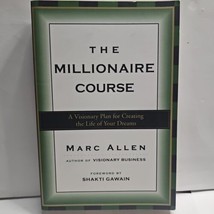 THE
MILLIONAIRE
COURSE
A Visionary Plan for Creating
the Life of Your Dreams
MARC ALLEN
AUTHOR OF VISIONARY BUSINESS
FOREWORD BY
SHAKTI GAWAIN